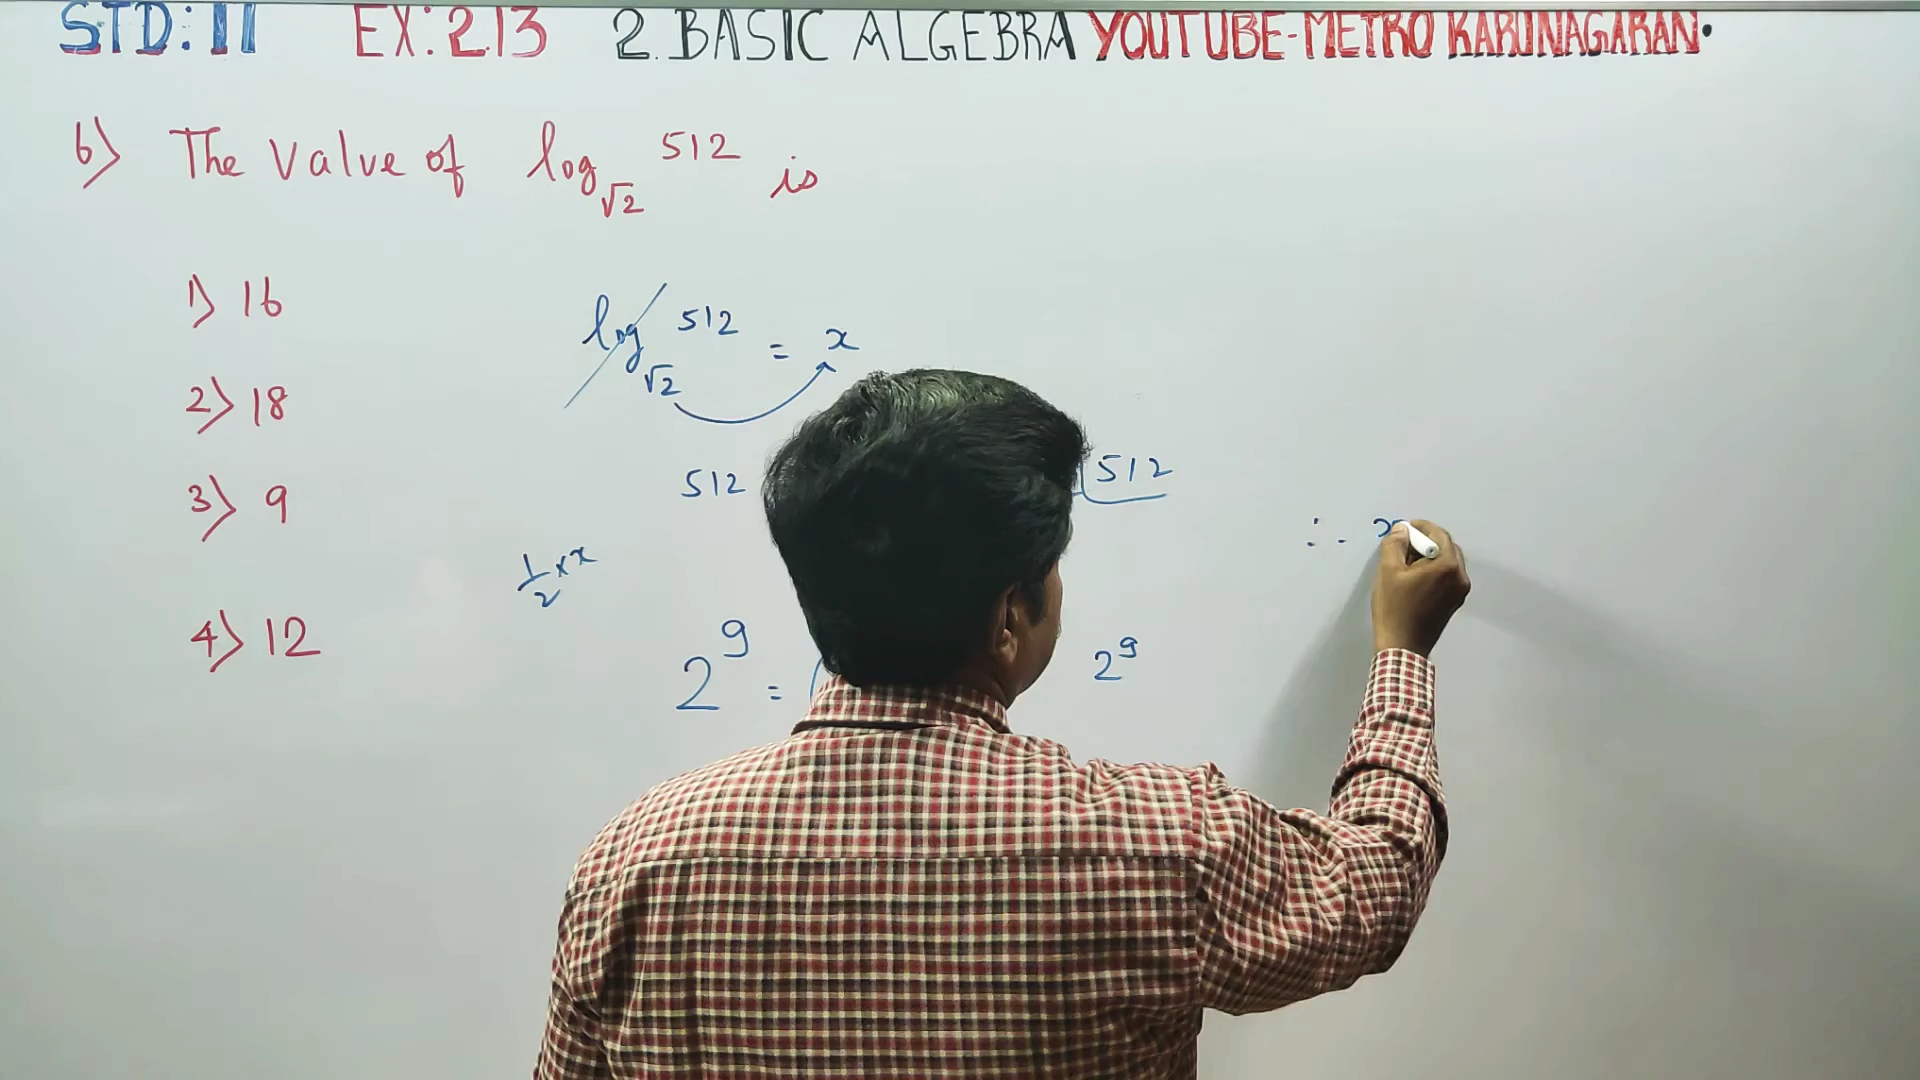 STD: 11 EX: 2.13 2. BASIC ALGEBRA YOUTUBE-METRO KARUNAGARAN.
6) The Value of log√2 512 is
1) 16
2) 18
3) 9
4) 12
log√2 512 = x
512
512
1/2 × x
2^9 = (
2^9
∴ x